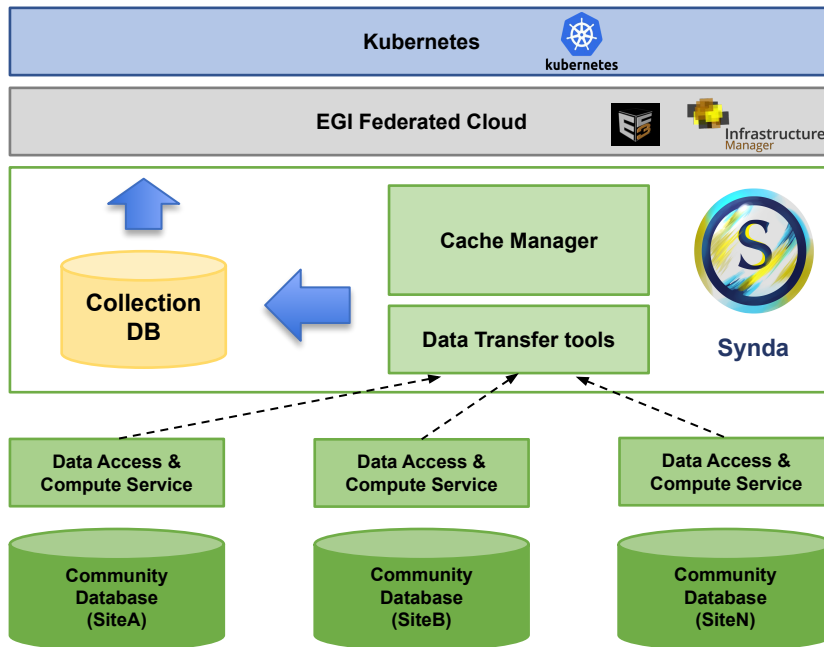 Kubernetes
kubernetes
EGI Federated Cloud
EC3
Infrastructure
Manager
Cache Manager
S
Collection
DB
Data Transfer tools
Synda
Data Access &
Compute Service
Data Access &
Compute Service
Data Access &
Compute Service
Community
Database
(SiteA)
Community
Database
(SiteB)
Community
Database
(SiteN)